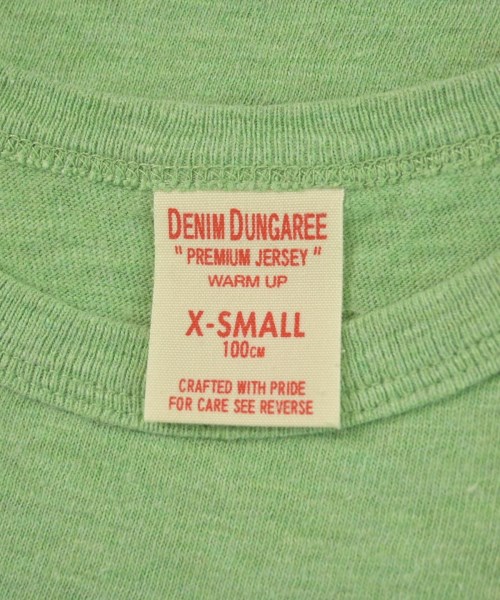 DENIM DUNGAREE
" PREMIUM JERSEY "
WARM UP
X-SMALL
100CM
CRAFTED WITH PRIDE
FOR CARE SEE REVERSE